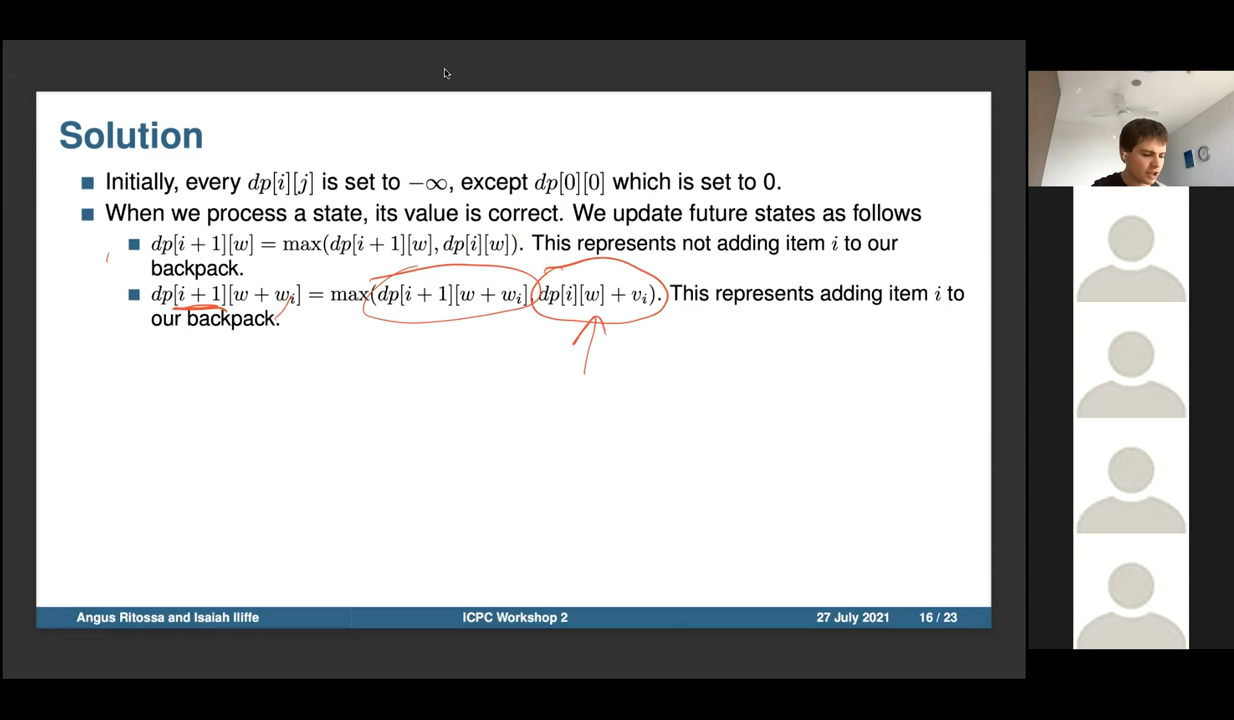 Solution
Initially, every dp[i][j] is set to −∞, except dp[0][0] which is set to 0.
When we process a state, its value is correct. We update future states as follows
dp[i + 1][w] = max(dp[i + 1][w], dp[i][w]). This represents not adding item i to our
backpack.
dp[i + 1][w + wᵢ] = max(dp[i + 1][w + wᵢ], dp[i][w] + vᵢ). This represents adding item i to
our backpack.
Angus Ritossa and Isaiah Iliffe ICPC Workshop 2 27 July 2021 16 / 23